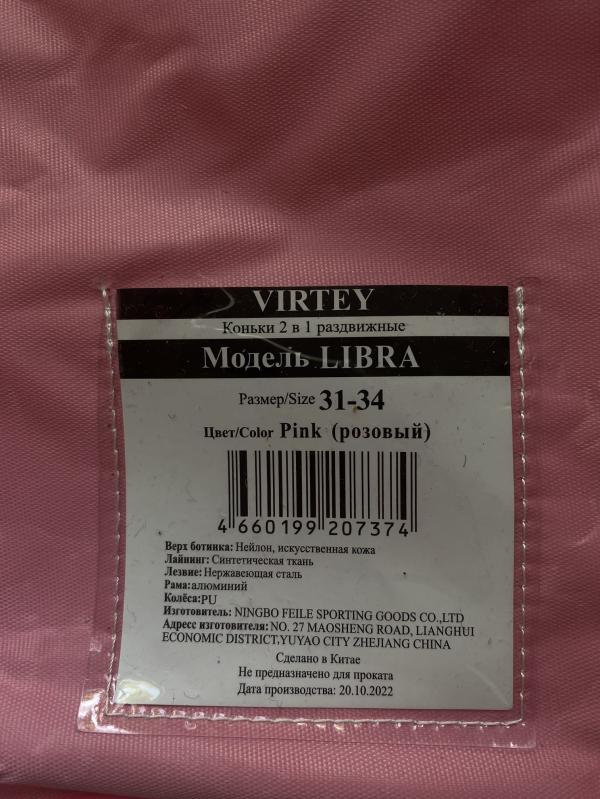 VIRTEY
Коньки 2 в 1 раздвижные
Модель LIBRA
Размер/Size 31-34
Цвет/Color Pink (розовый)
4 660199 207374
Верх ботинка: Нейлон, искусственная кожа
Лайнинг: Синтетическая ткань
Лезвие: Нержавеющая сталь
Рама:алюминий
Колёса:PU
Изготовитель: NINGBO FEILE SPORTING GOODS CO.,LTD
Адресс изготовителя: NO. 27 MAOSHENG ROAD, LIANGHUI
ECONOMIC DISTRICT,YUYAO CITY ZHEJIANG CHINA
Сделано в Китае
Не предназначено для проката
Дата производства: 20.10.2022